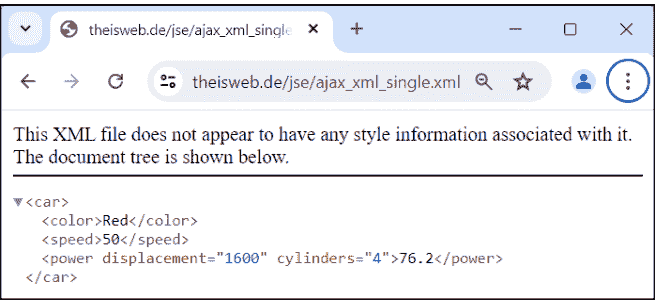 theisweb.de/jse/ajax_xml_single
theisweb.de/jse/ajax_xml_single.xml
This XML file does not appear to have any style information associated with it.
The document tree is shown below.
▼<car>
<color>Red</color>
<speed>50</speed>
<power displacement="1600" cylinders="4">76.2</power>
</car>